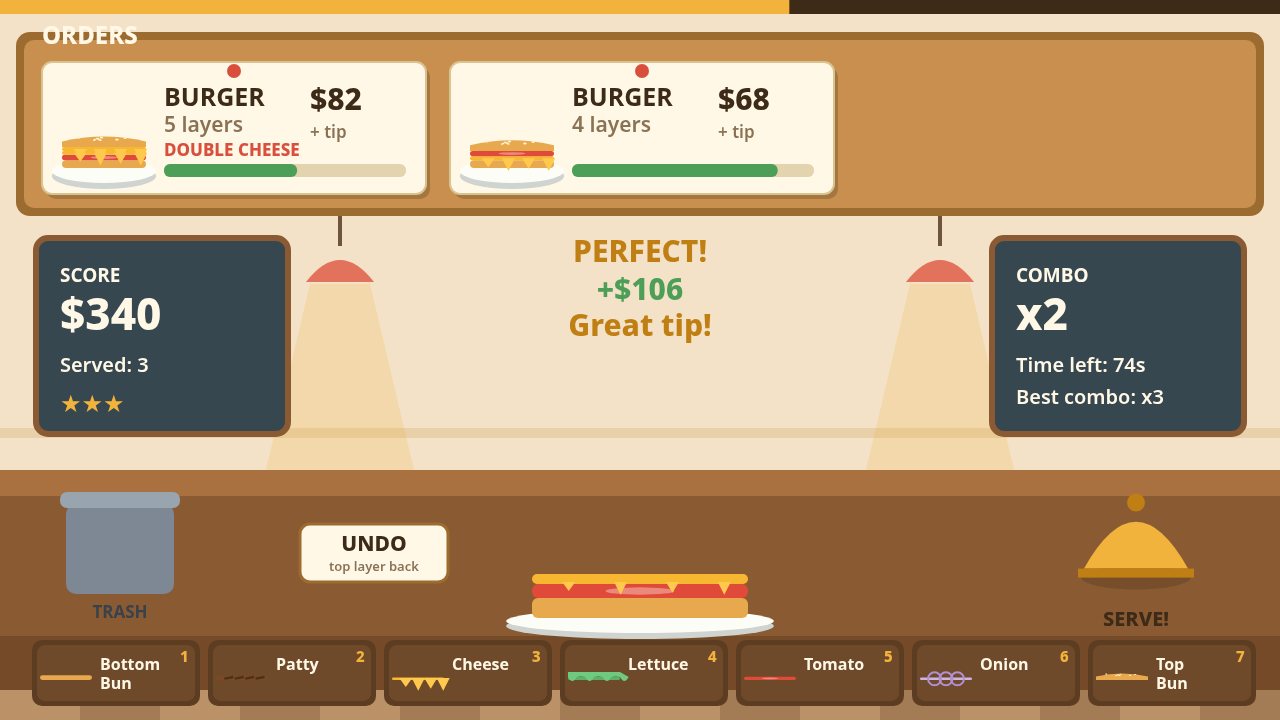 ORDERS
BURGER
$82
5 layers
+ tip
DOUBLE CHEESE
BURGER
$68
4 layers
+ tip
SCORE
$340
Served: 3
★★★
PERFECT!
+$106
Great tip!
COMBO
x2
Time left: 74s
Best combo: x3
TRASH
UNDO
top layer back
SERVE!
Bottom
Bun
1
Patty
2
Cheese
3
Lettuce
4
Tomato
5
Onion
6
Top
Bun
7